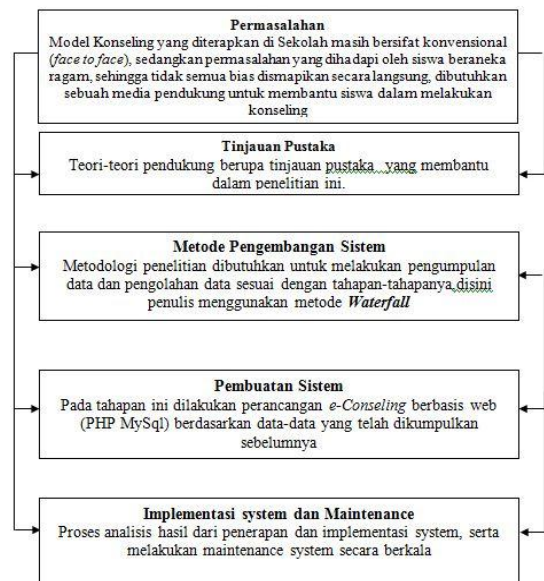 Permasalahan
Model Konseling yang diterapkan di Sekolah masih bersifat konvensional
(face to face), sedangkan permasalahan yang dihadapi oleh siswa beraneka
ragam, sehingga tidak semua bias dismapikan secara langsung, dibutuhkan
sebuah media pendukung untuk membantu siswa dalam melakukan
konseling
Tinjauan Pustaka
Teori-teori pendukung berupa tinjauan pustaka yang membantu
dalam penelitian ini.
Metode Pengembangan Sistem
Metodologi penelitian dibutuhkan untuk melakukan pengumpulan
data dan pengolahan data sesuai dengan tahapan-tahapanya,disini
penulis menggunakan metode Waterfall
Pembuatan Sistem
Pada tahapan ini dilakukan perancangan e-Conseling berbasis web
(PHP MySql) berdasarkan data-data yang telah dikumpulkan
sebelumnya
Implementasi system dan Maintenance
Proses analisis hasil dari penerapan dan implementasi system, serta
melakukan maintenance system secara berkala